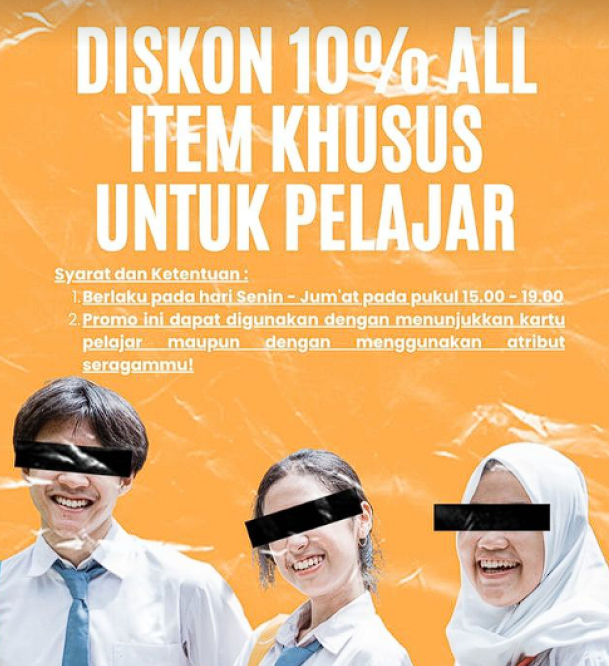 DISKON 10% ALL
ITEM KHUSUS
UNTUK PELAJAR
Syarat dan Ketentuan :
1. Berlaku pada hari Senin - Jum'at pada pukul 15.00 - 19.00
2. Promo ini dapat digunakan dengan menunjukkan kartu
pelajar maupun dengan menggunakan atribut
seragammu!